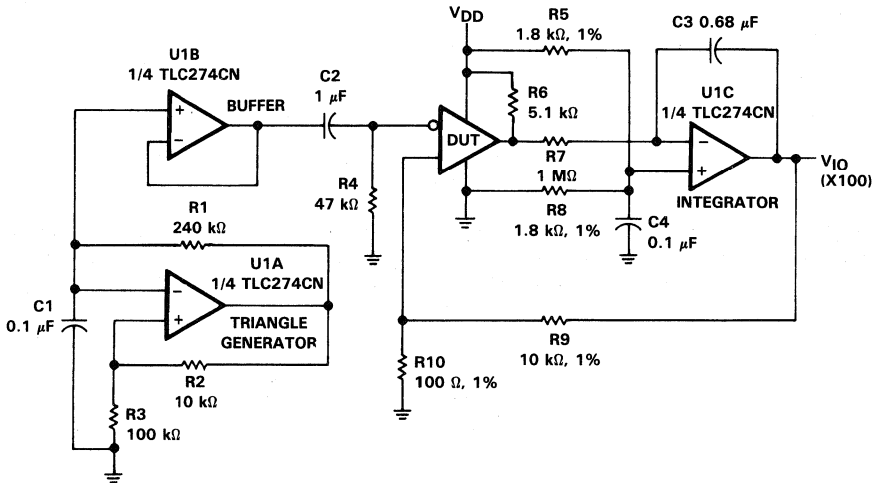 U1B
1/4 TLC274CN
BUFFER
+
−
C2
1 μF
R4
47 kΩ
VDD
R5
1.8 kΩ, 1%
R6
5.1 kΩ
DUT
R7
1 MΩ
R8
1.8 kΩ, 1%
C3 0.68 μF
U1C
1/4 TLC274CN
−
+
INTEGRATOR
VIO
(X100)
C4
0.1 μF
R1
240 kΩ
U1A
1/4 TLC274CN
−
+
TRIANGLE
GENERATOR
C1
0.1 μF
R2
10 kΩ
R3
100 kΩ
R9
10 kΩ, 1%
R10
100 Ω, 1%